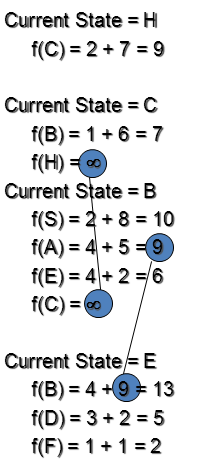 Current State = H
f(C) = 2 + 7 = 9
Current State = C
f(B) = 1 + 6 = 7
f(H) = ∞
Current State = B
f(S) = 2 + 8 = 10
f(A) = 4 + 5 = 9
f(E) = 4 + 2 = 6
f(C) = ∞
Current State = E
f(B) = 4 + 9 = 13
f(D) = 3 + 2 = 5
f(F) = 1 + 1 = 2